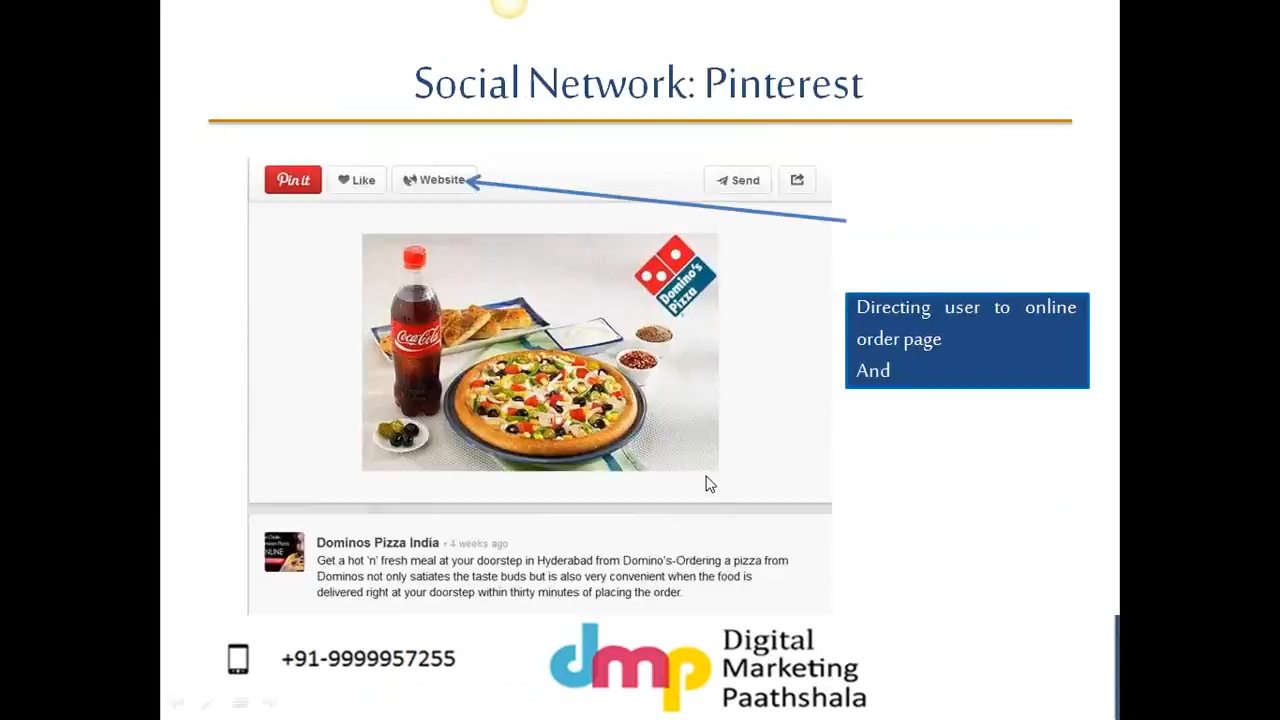 Social Network: Pinterest
Pin it Like Website Send
Domino's Pizza
Coca-Cola
Directing user to online
order page
And
Dominos Pizza India • 4 weeks ago
Get a hot 'n' fresh meal at your doorstep in Hyderabad from Domino's-Ordering a pizza from
Dominos not only satiates the taste buds but is also very convenient when the food is
delivered right at your doorstep within thirty minutes of placing the order.
+91-9999957255
dmp
Digital
Marketing
Paathshala